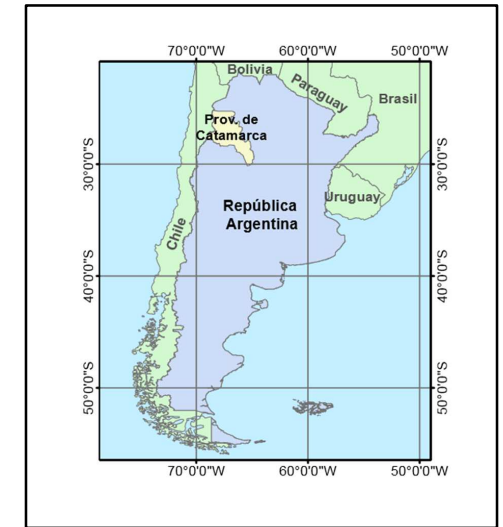 70°0'0"W 60°0'0"W 50°0'0"W
Bolivia
Paraguay
Brasil
Prov. de
Catamarca
30°0'0"S 30°0'0"S
Uruguay
República
Argentina
Chile
40°0'0"S 40°0'0"S
50°0'0"S 50°0'0"S
70°0'0"W 60°0'0"W 50°0'0"W